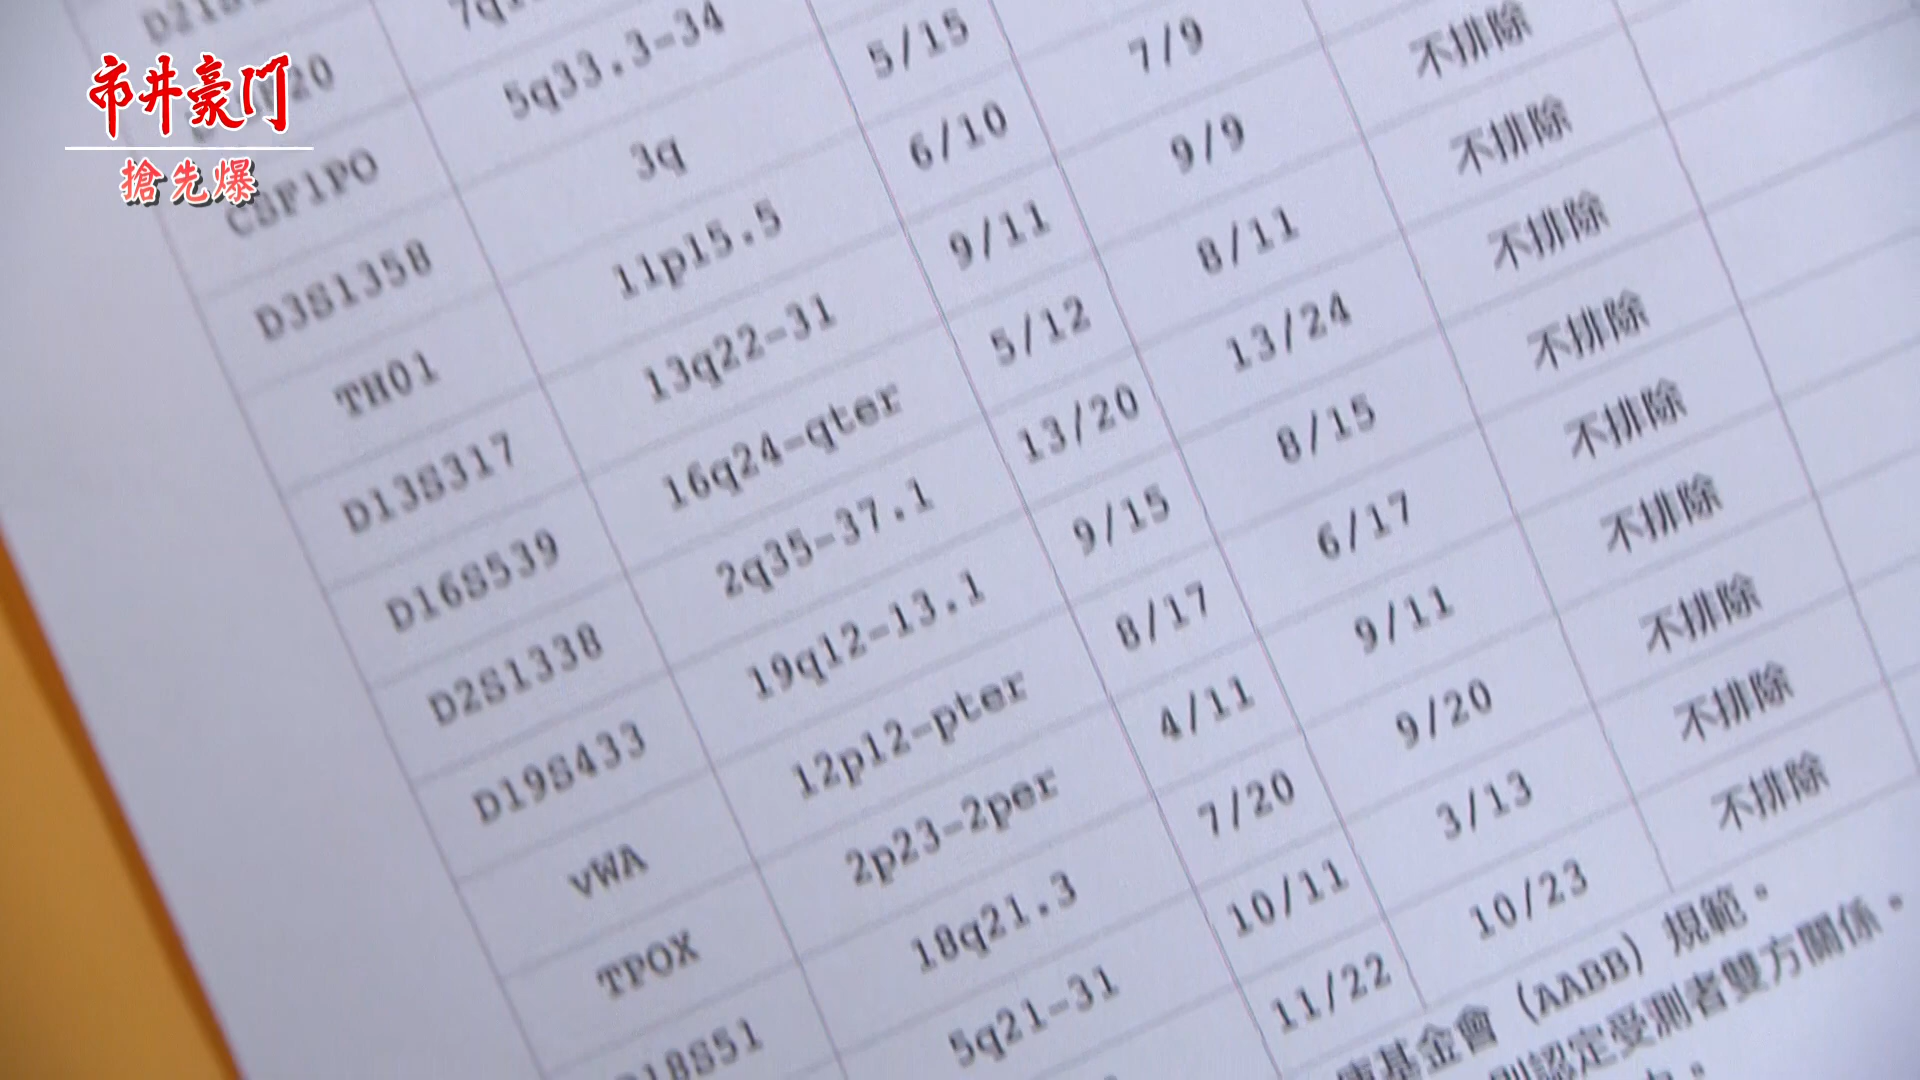 市井豪門
搶先爆
20
CSF1PO 5q33.3-34
D3S1358 3q 5/15
TH01 11p15.5 6/10 7/9
D13S317 13q22-31 9/11 9/9 不排除
D16S539 16q24-qter 5/12 8/11 不排除
D2S1338 2q35-37.1 13/20 13/24 不排除
D19S433 19q12-13.1 9/15 8/15 不排除
vWA 12p12-pter 8/17 6/17 不排除
TPOX 2p23-2per 4/11 9/11 不排除
D18S51 18q21.3 7/20 9/20 不排除
5q21-31 10/11 3/13 不排除
11/22 10/23 不排除
基金會（AABB）規範。
認定受測者雙方關係。